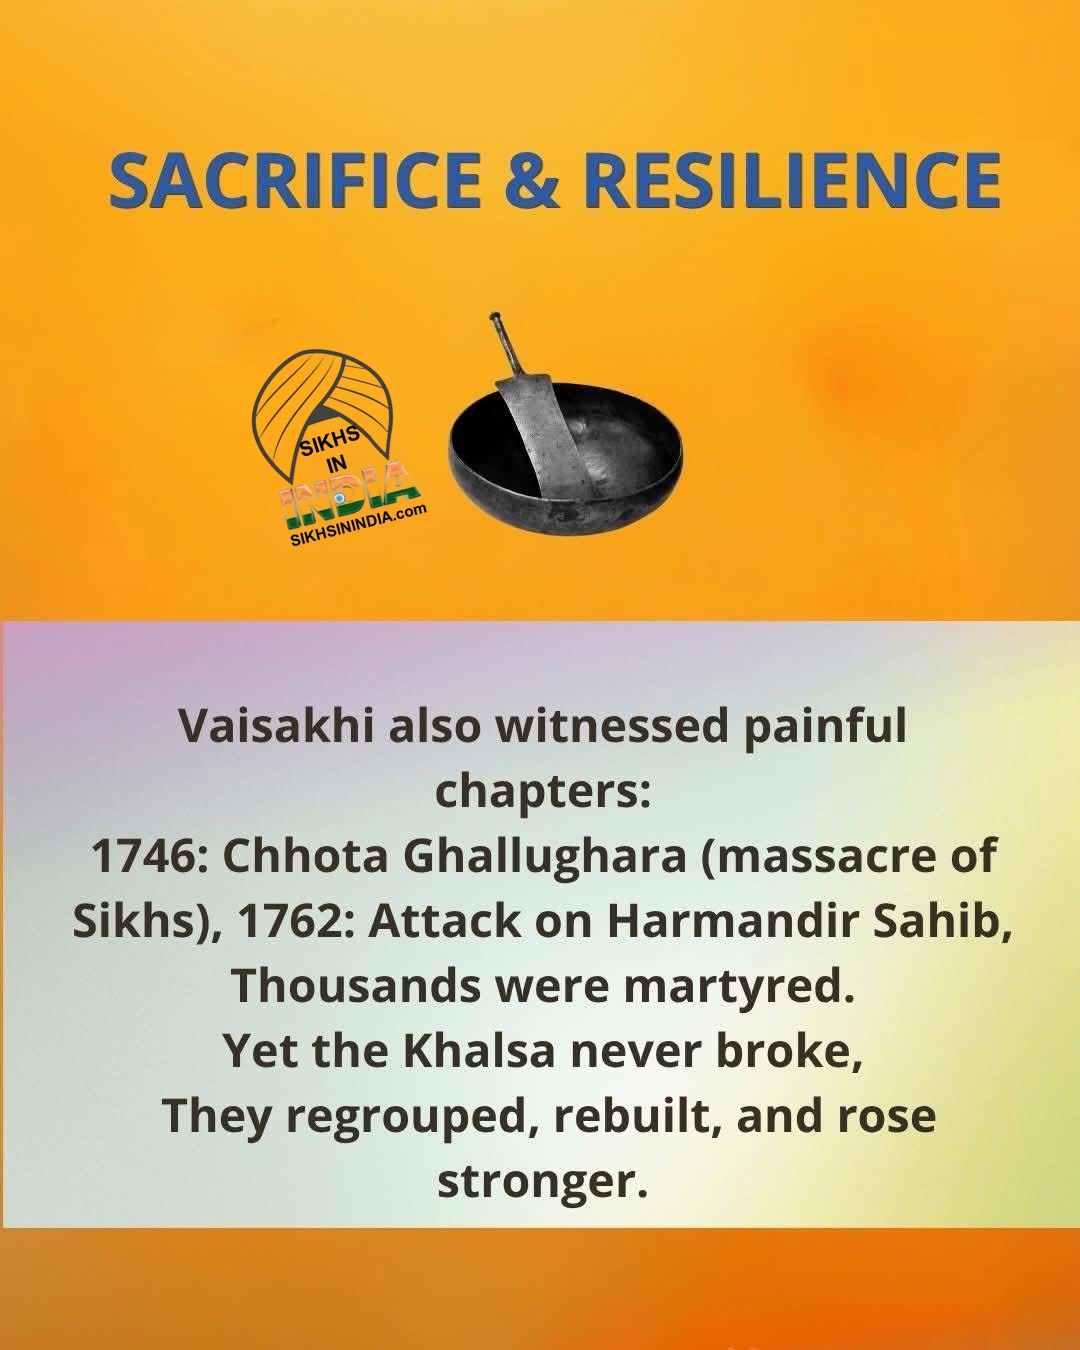 SACRIFICE & RESILIENCE
SIKHS
IN
INDIA
SIKHSININDIA.com
Vaisakhi also witnessed painful
chapters:
1746: Chhota Ghallughara (massacre of
Sikhs), 1762: Attack on Harmandir Sahib,
Thousands were martyred.
Yet the Khalsa never broke,
They regrouped, rebuilt, and rose
stronger.